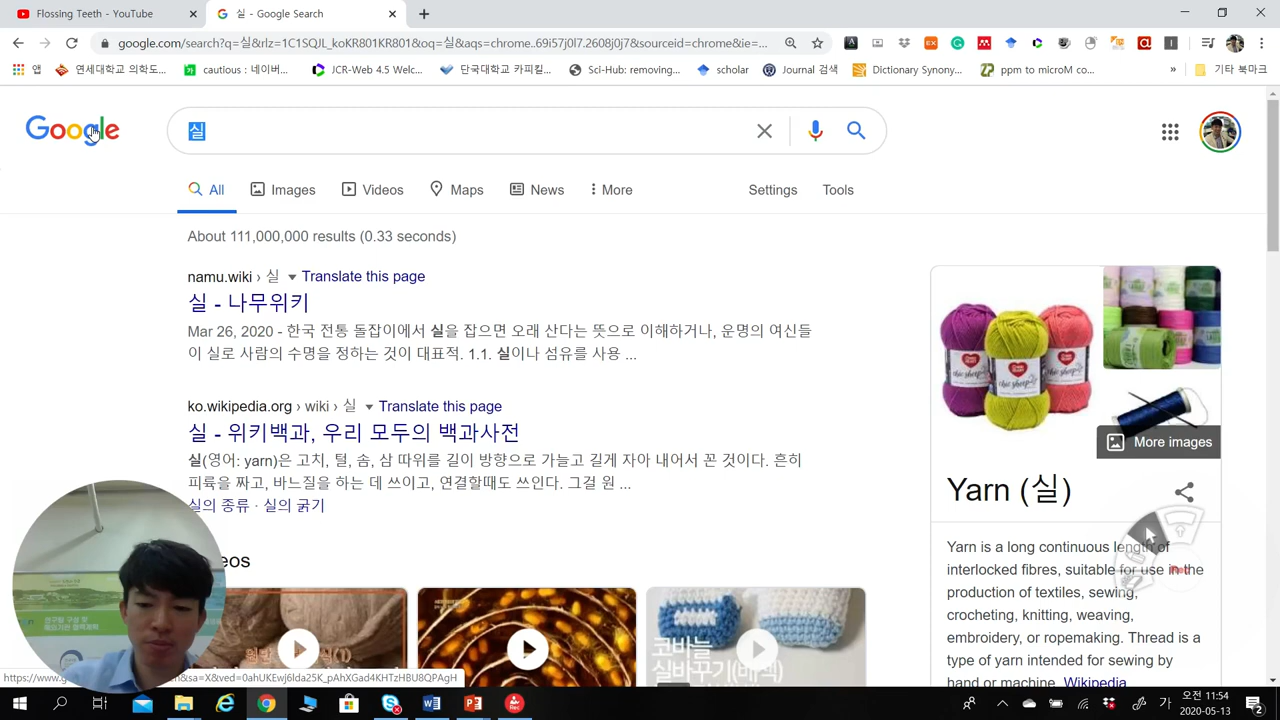 Flossing Teeth - YouTube
실 - Google Search
google.com/search?q=실&rlz=1C1SQJL_koKR801KR801&oq=실&aqs=chrome..69i57j0l7.2608j0j7&sourceid=chrome&ie=...
앱
연세대학교 의학도...
cautious : 네이버...
JCR-Web 4.5 Welc...
단국대학교 카피킬...
Sci-Hub: removing...
scholar
Journal 검색
Dictionary Synony...
ppm to microM co...
»
기타 북마크
Google
실
All
Images
Videos
Maps
News
More
Settings
Tools
About 111,000,000 results (0.33 seconds)
namu.wiki › 실 Translate this page
실 - 나무위키
Mar 26, 2020 - 한국 전통 돌잡이에서 실을 잡으면 오래 산다는 뜻으로 이해하거나, 운명의 여신들
이 실로 사람의 수명을 정하는 것이 대표적. 1.1. 실이나 섬유를 사용 ...
ko.wikipedia.org › wiki › 실 Translate this page
실 - 위키백과, 우리 모두의 백과사전
실(영어: yarn)은 고치, 털, 솜, 삼 따위를 길이 방향으로 가늘고 길게 자아 내어서 꼰 것이다. 흔히
피륙을 짜고, 바느질을 하는 데 쓰이고, 연결할때도 쓰인다. 그걸 원 ...
실의 종류 · 실의 굵기
eos
코바늘
실바꾸기(배색)
More images
Yarn (실)
Yarn is a long continuous length of
interlocked fibres, suitable for use in the
production of textiles, sewing,
crocheting, knitting, weaving,
embroidery, or ropemaking. Thread is a
type of yarn intended for sewing by
hand or machine. Wikipedia
오전 11:54
2020-05-13
가
2